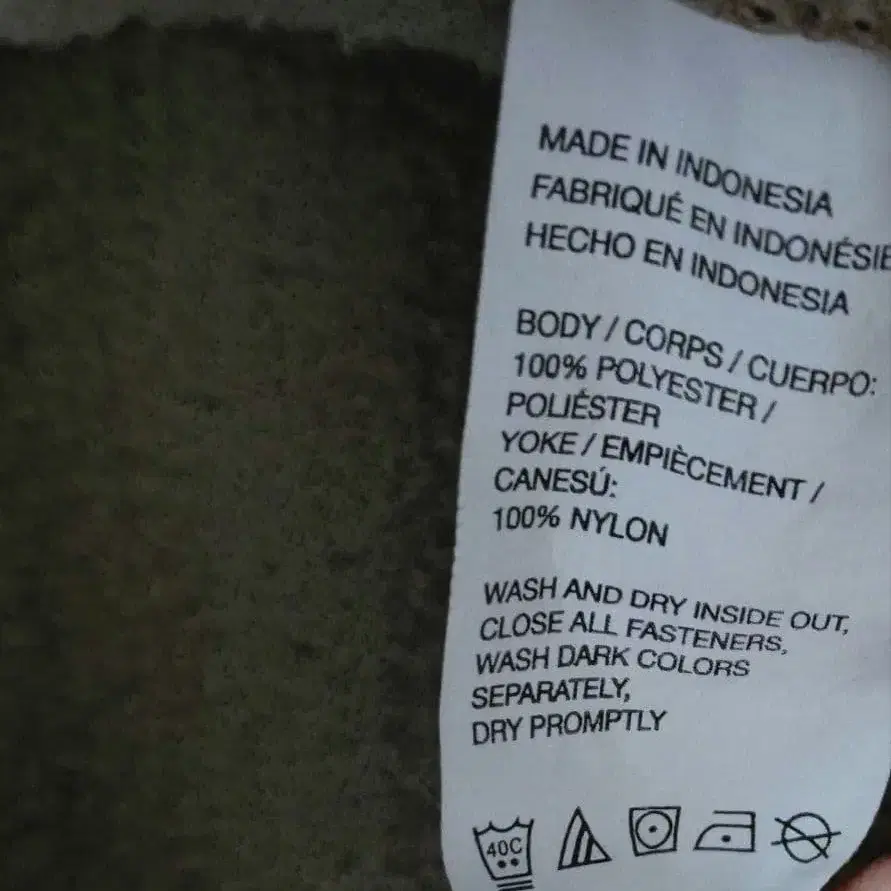 MADE IN INDONESIA
FABRIQUÉ EN INDONÉSIE
HECHO EN INDONESIA
BODY / CORPS / CUERPO:
100% POLYESTER /
POLIÉSTER
YOKE / EMPIÈCEMENT /
CANESÚ:
100% NYLON
WASH AND DRY INSIDE OUT,
CLOSE ALL FASTENERS,
WASH DARK COLORS
SEPARATELY,
DRY PROMPTLY
40C